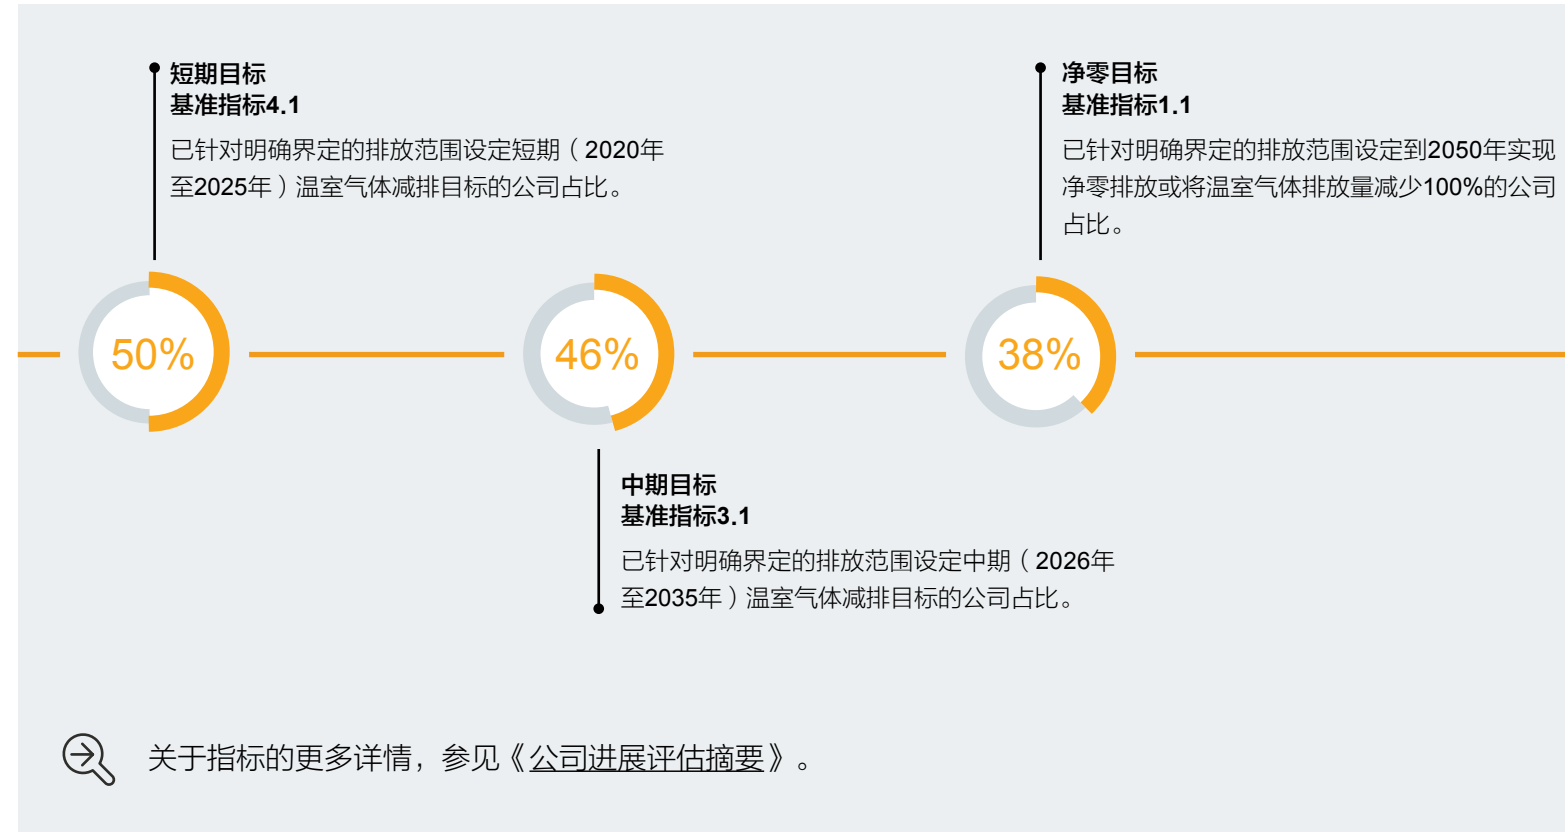 短期目标
基准指标4.1
已针对明确界定的排放范围设定短期（2020年
至2025年）温室气体减排目标的公司占比。
净零目标
基准指标1.1
已针对明确界定的排放范围设定到2050年实现
净零排放或将温室气体排放量减少100%的公司
占比。
50%
46%
38%
中期目标
基准指标3.1
已针对明确界定的排放范围设定中期（2026年
至2035年）温室气体减排目标的公司占比。
关于指标的更多详情，参见《公司进展评估摘要》。